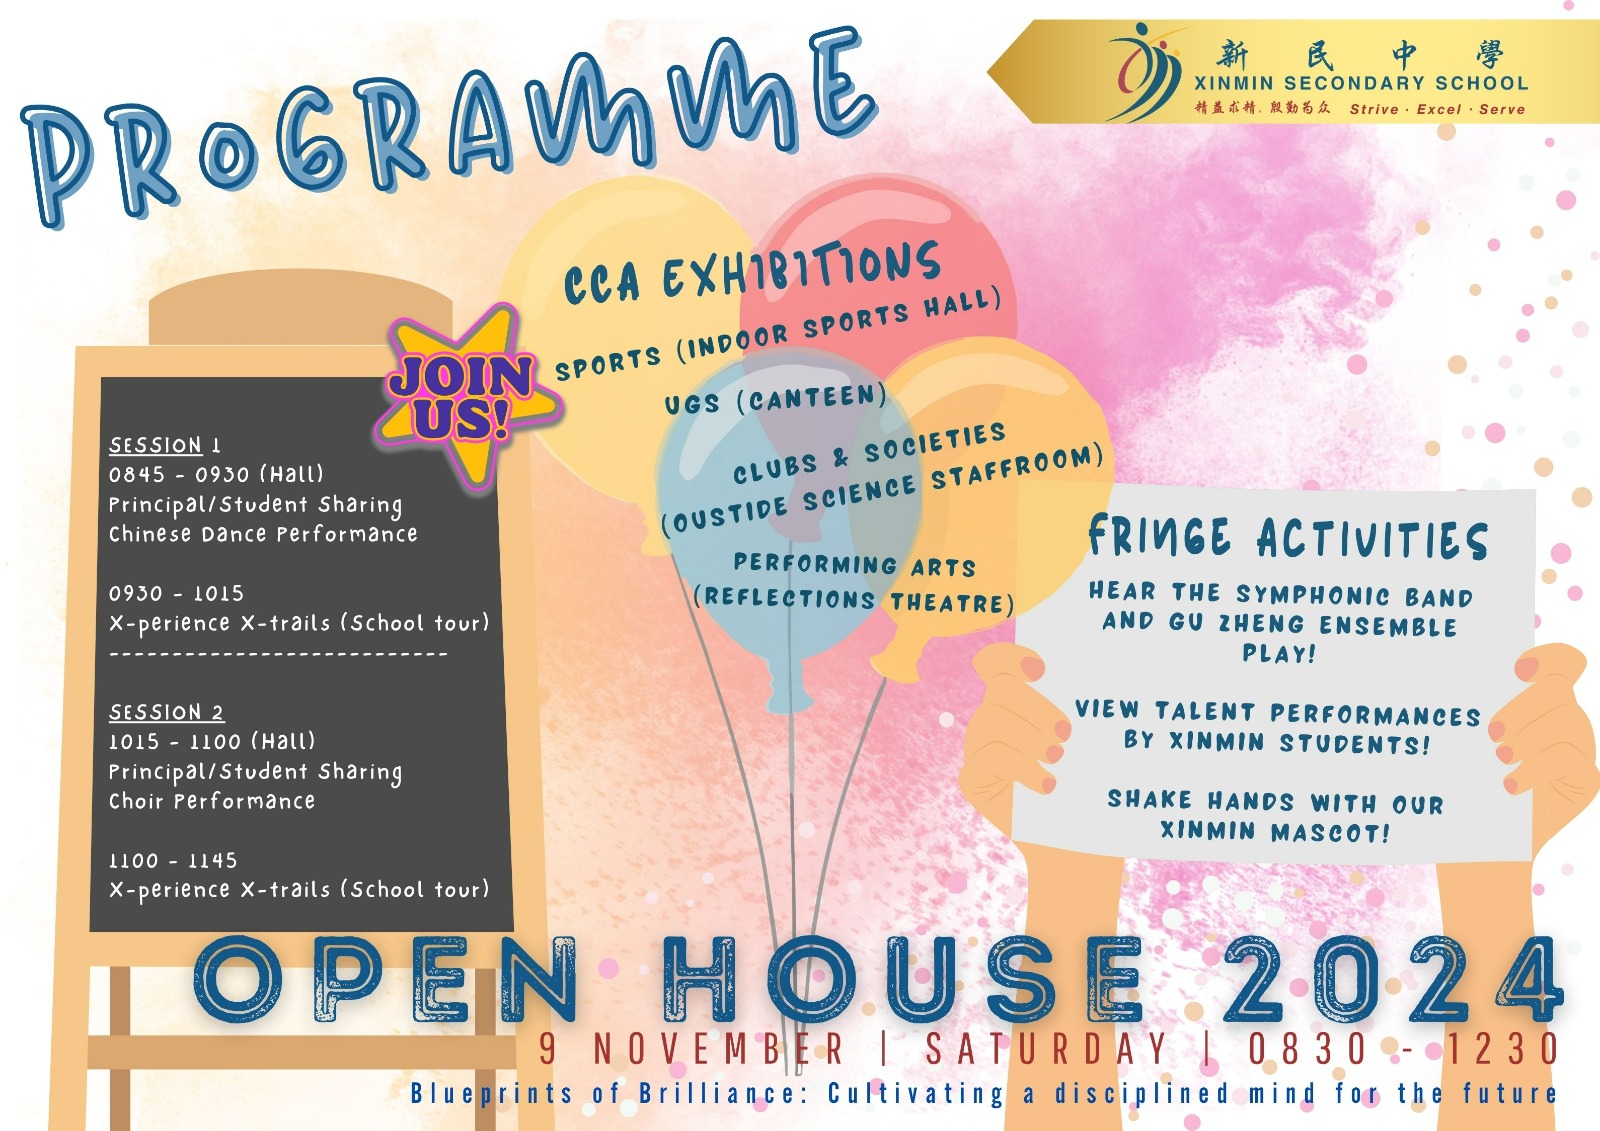 PROGRAMME
新民中學
XINMIN SECONDARY SCHOOL
精益求精, 殷勤为众 Strive · Excel · Serve
CCA EXHIBITIONS
SPORTS (INDOOR SPORTS HALL)
UGS (CANTEEN)
CLUBS & SOCIETIES
(OUSTIDE SCIENCE STAFFROOM)
PERFORMING ARTS
(REFLECTIONS THEATRE)
JOIN
US!
SESSION 1
0845 - 0930 (Hall)
Principal/Student Sharing
Chinese Dance Performance
0930 - 1015
X-perience X-trails (School tour)
---------------------------
SESSION 2
1015 - 1100 (Hall)
Principal/Student Sharing
Choir Performance
1100 - 1145
X-perience X-trails (School tour)
FRINGE ACTIVITIES
HEAR THE SYMPHONIC BAND
AND GU ZHENG ENSEMBLE
PLAY!
VIEW TALENT PERFORMANCES
BY XINMIN STUDENTS!
SHAKE HANDS WITH OUR
XINMIN MASCOT!
OPEN HOUSE 2024
9 NOVEMBER | SATURDAY | 0830 - 1230
Blueprints of Brilliance: Cultivating a disciplined mind for the future